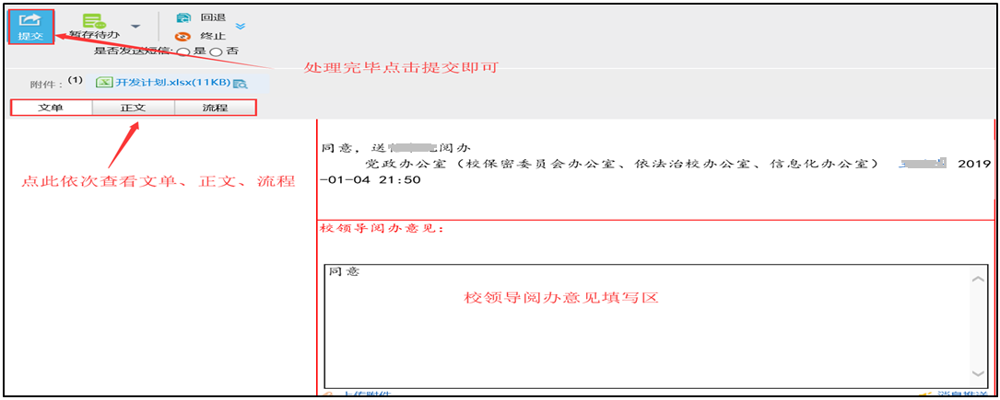 提交
暂存待办
回退
终止
是否发送短信: 是 否
处理完毕点击提交即可
附件: (1) 开发计划.xlsx(11KB)
文单 正文 流程
点此依次查看文单、正文、流程
同意，送 阅办
党政办公室（校保密委员会办公室、依法治校办公室、信息化办公室） 2019
-01-04 21:50
校领导阅办意见:
同意
校领导阅办意见填写区
上传附件 消息推送